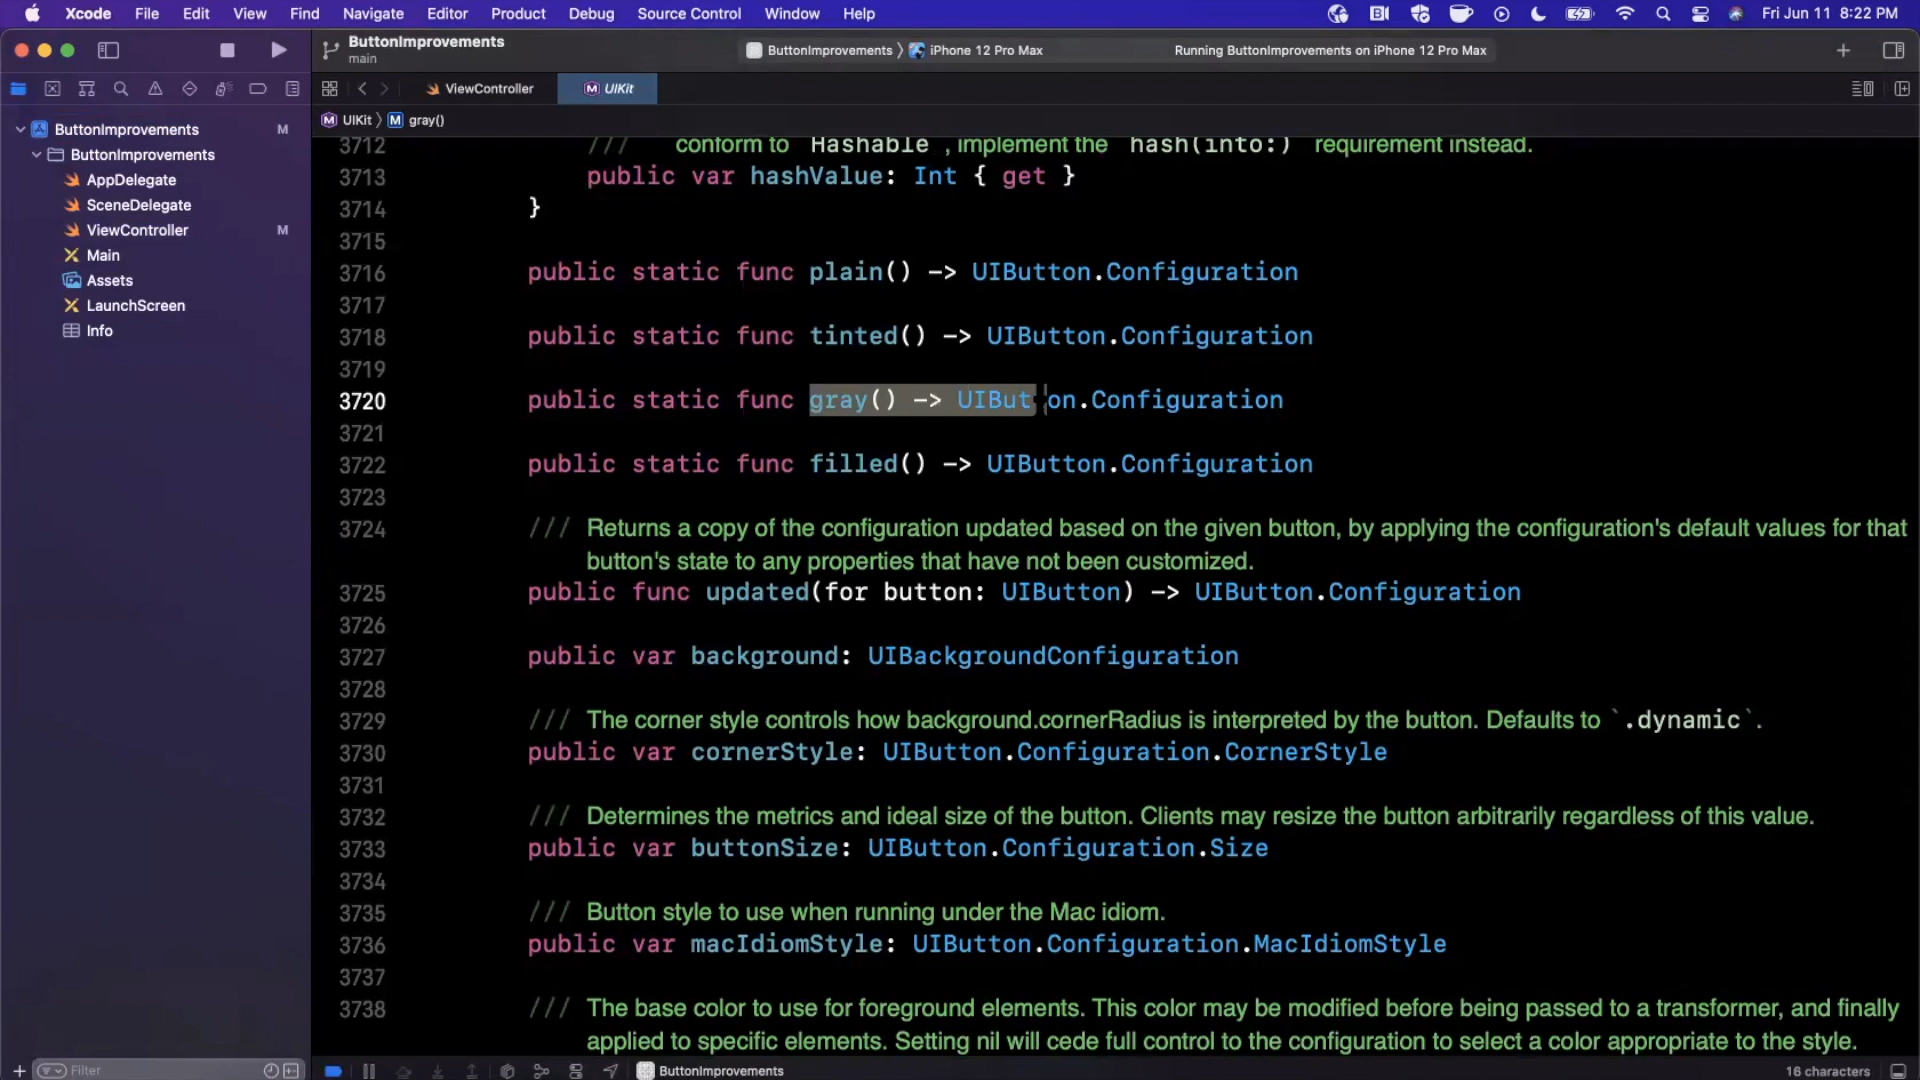 Xcode File Edit View Find Navigate Editor Product Debug Source Control Window Help Fri Jun 11 8:22 PM
ButtonImprovements
main
ButtonImprovements 〉 iPhone 12 Pro Max
Running ButtonImprovements on iPhone 12 Pro Max
ViewController
UIKit
UIKit 〉 M gray()
ButtonImprovements M
ButtonImprovements
AppDelegate
SceneDelegate
ViewController M
Main
Assets
LaunchScreen
Info
3712 /// conform to `Hashable`, implement the `hash(into:)` requirement instead.
3713 public var hashValue: Int { get }
3714 }
3715
3716 public static func plain() -> UIButton.Configuration
3717
3718 public static func tinted() -> UIButton.Configuration
3719
3720 public static func gray() -> UIButton.Configuration
3721
3722 public static func filled() -> UIButton.Configuration
3723
3724 /// Returns a copy of the configuration updated based on the given button, by applying the configuration's default values for that
button's state to any properties that have not been customized.
3725 public func updated(for button: UIButton) -> UIButton.Configuration
3726
3727 public var background: UIBackgroundConfiguration
3728
3729 /// The corner style controls how background.cornerRadius is interpreted by the button. Defaults to `.dynamic`.
3730 public var cornerStyle: UIButton.Configuration.CornerStyle
3731
3732 /// Determines the metrics and ideal size of the button. Clients may resize the button arbitrarily regardless of this value.
3733 public var buttonSize: UIButton.Configuration.Size
3734
3735 /// Button style to use when running under the Mac idiom.
3736 public var macIdiomStyle: UIButton.Configuration.MacIdiomStyle
3737
3738 /// The base color to use for foreground elements. This color may be modified before being passed to a transformer, and finally
applied to specific elements. Setting nil will cede full control to the configuration to select a color appropriate to the style.
Filter
ButtonImprovements
16 characters